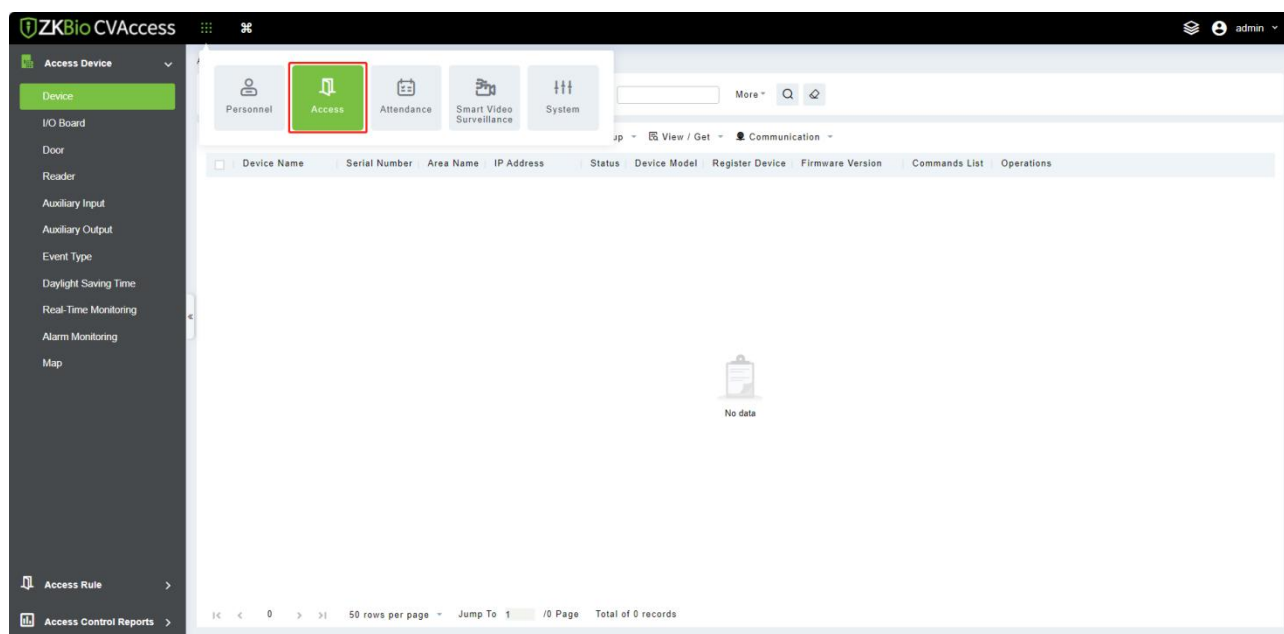 ZKBio CVAccess
admin
Access Device
Device
I/O Board
Door
Reader
Auxiliary Input
Auxiliary Output
Event Type
Daylight Saving Time
Real-Time Monitoring
Alarm Monitoring
Map
Access Rule
Access Control Reports
Personnel
Access
Attendance
Smart Video
Surveillance
System
More
View / Get Communication
Device Name Serial Number Area Name IP Address Status Device Model Register Device Firmware Version Commands List Operations
No data
0 50 rows per page Jump To 1 /0 Page Total of 0 records